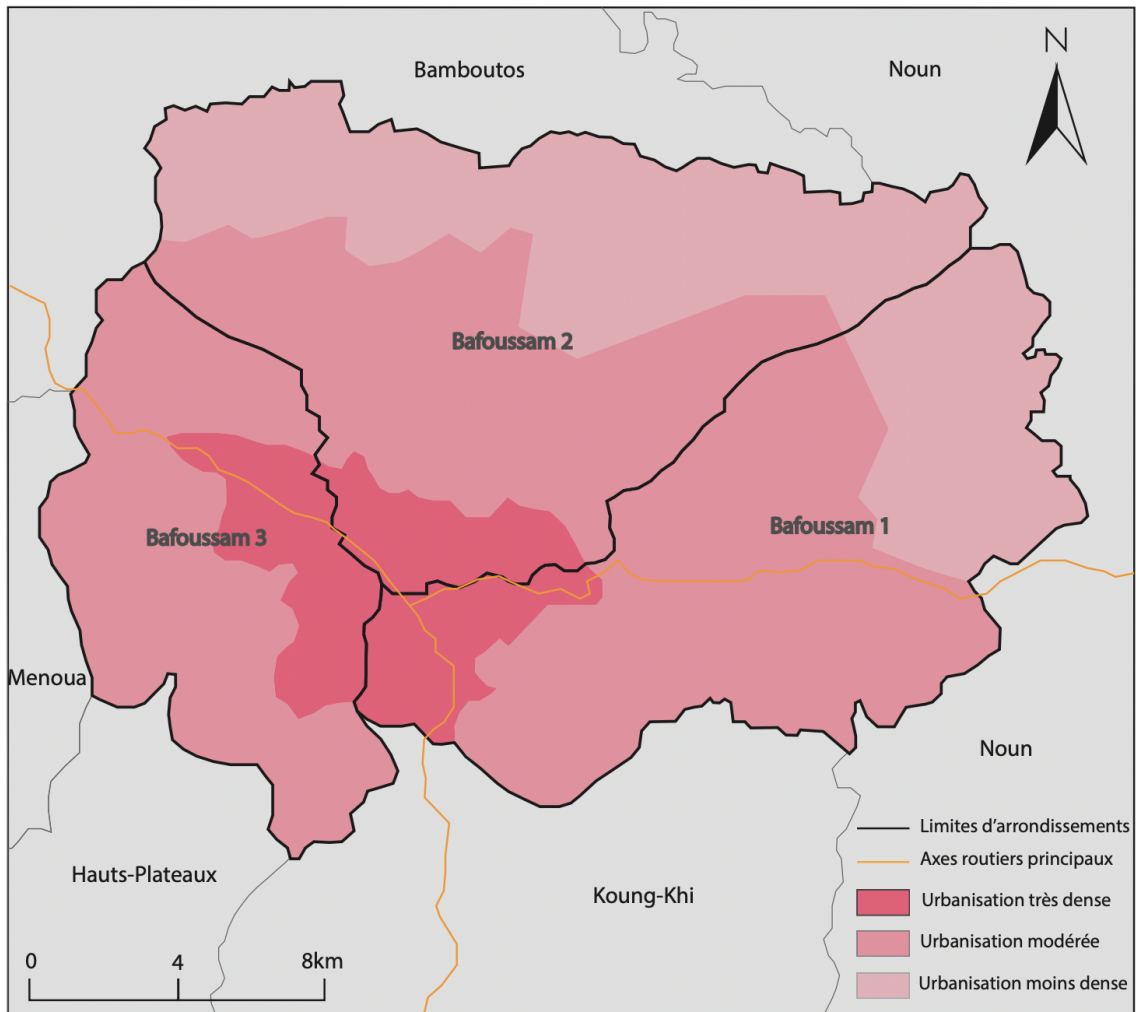 N
Bamboutos
Noun
Bafoussam 2
Bafoussam 1
Bafoussam 3
Menoua
Noun
Hauts-Plateaux
Koung-Khi
Limites d'arrondissements
Axes routiers principaux
Urbanisation très dense
Urbanisation modérée
Urbanisation moins dense
0 4 8km